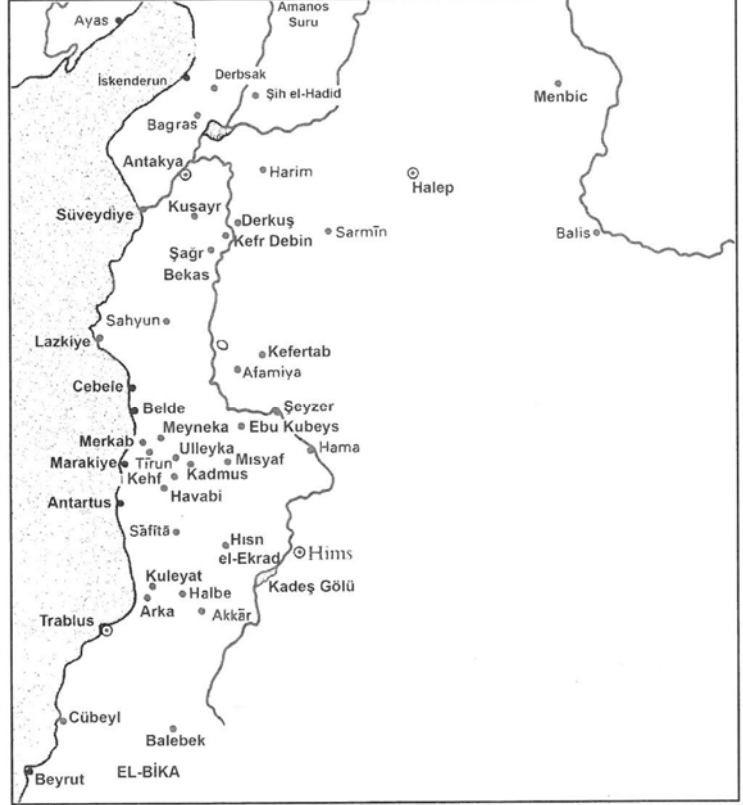 Ayas
Amanos
Suru
İskenderun
Derbsak
Şih el-Hadid
Menbic
Bagras
Antakya
Harim
Halep
Süveydiye
Kuşayr
Derkuş
Kefr Debin
Sarmīn
Balis
Şağr
Bekas
Sahyun
Lazkiye
Kefertab
Afamiya
Cebele
Belde
Şeyzer
Meyneka
Ebu Kubeys
Merkab
Ulleyka
Hama
Marakiye
Tīrun
Mısyaf
Kehf
Kadmus
Havabi
Antartus
Sāfītā
Hısn
el-Ekrad
Hims
Kuleyat
Halbe
Kadeş Gölü
Arka
Akkār
Trablus
Cübeyl
Balebek
Beyrut
EL-BİKA